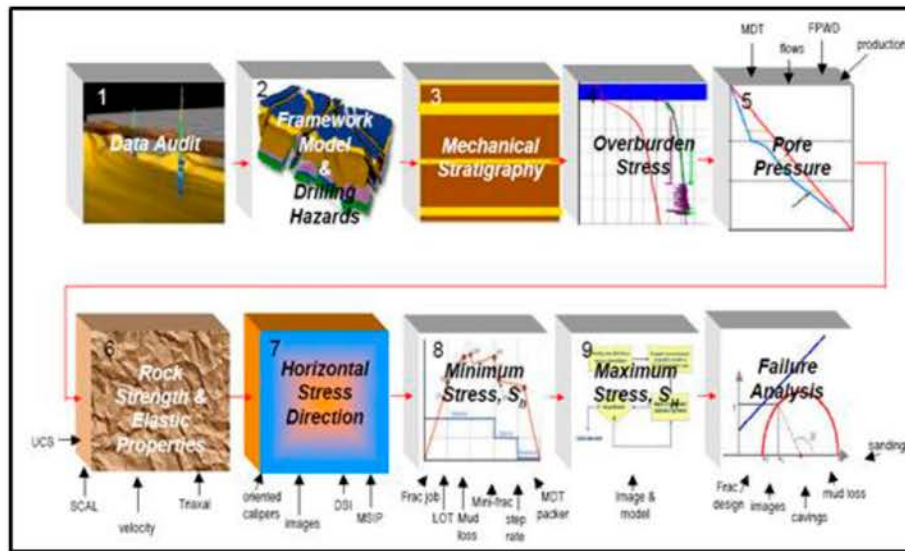 MDT
FPWD
flows
production
1
Data Audit
2
Framework
Model
&
Drilling
Hazards
3
Mechanical
Stratigraphy
Overburden
Stress
5
Pore
Pressure
6
Rock
Strength &
Elastic
Properties
UCS
SCAL
velocity
Triaxal
7
Horizontal
Stress
Direction
oriented
calipers
images
DSI
MSIP
8
Minimum
Stress, Sh
Frac job
LOT
Mud
loss
Mini-frac
step
rate
MDT
packer
9
Maximum
Stress, SH
Image &
model
Failure
Analysis
sanding
Frac /
design
images
cavings
mud loss